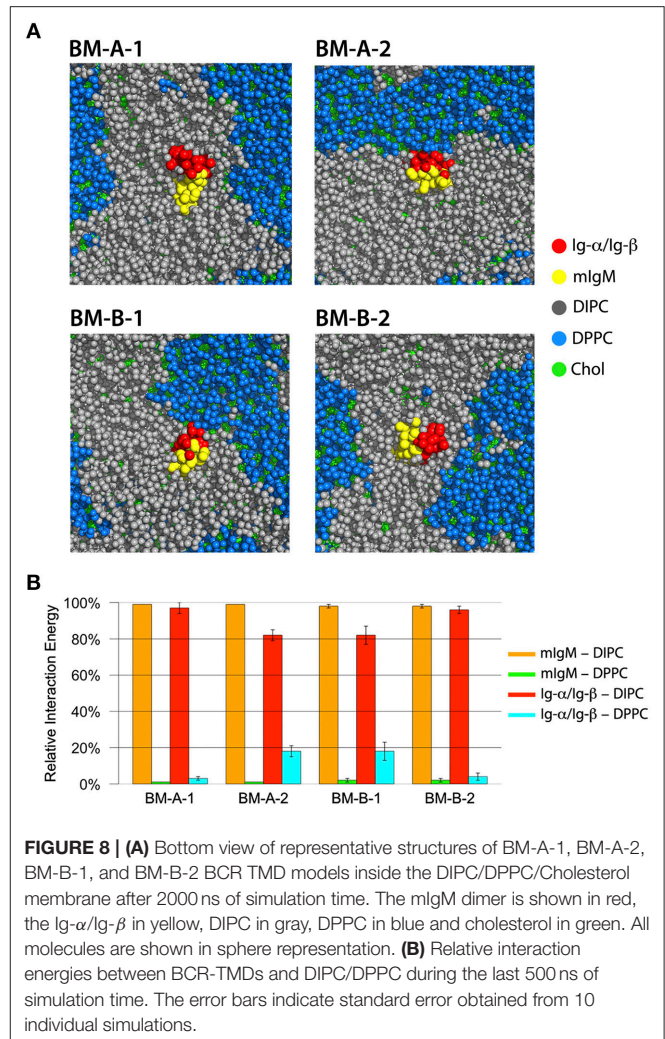 A
BM-A-1
BM-A-2
BM-B-1
BM-B-2
Ig-α/Ig-β
mIgM
DIPC
DPPC
Chol
B
Relative Interaction Energy
100%
80%
60%
40%
20%
0%
BM-A-1
BM-A-2
BM-B-1
BM-B-2
mIgM – DIPC
mIgM – DPPC
Ig-α/Ig-β – DIPC
Ig-α/Ig-β – DPPC
FIGURE 8 | (A) Bottom view of representative structures of BM-A-1, BM-A-2,
BM-B-1, and BM-B-2 BCR TMD models inside the DIPC/DPPC/Cholesterol
membrane after 2000 ns of simulation time. The mIgM dimer is shown in red,
the Ig-α/Ig-β in yellow, DIPC in gray, DPPC in blue and cholesterol in green. All
molecules are shown in sphere representation. (B) Relative interaction
energies between BCR-TMDs and DIPC/DPPC during the last 500 ns of
simulation time. The error bars indicate standard error obtained from 10
individual simulations.